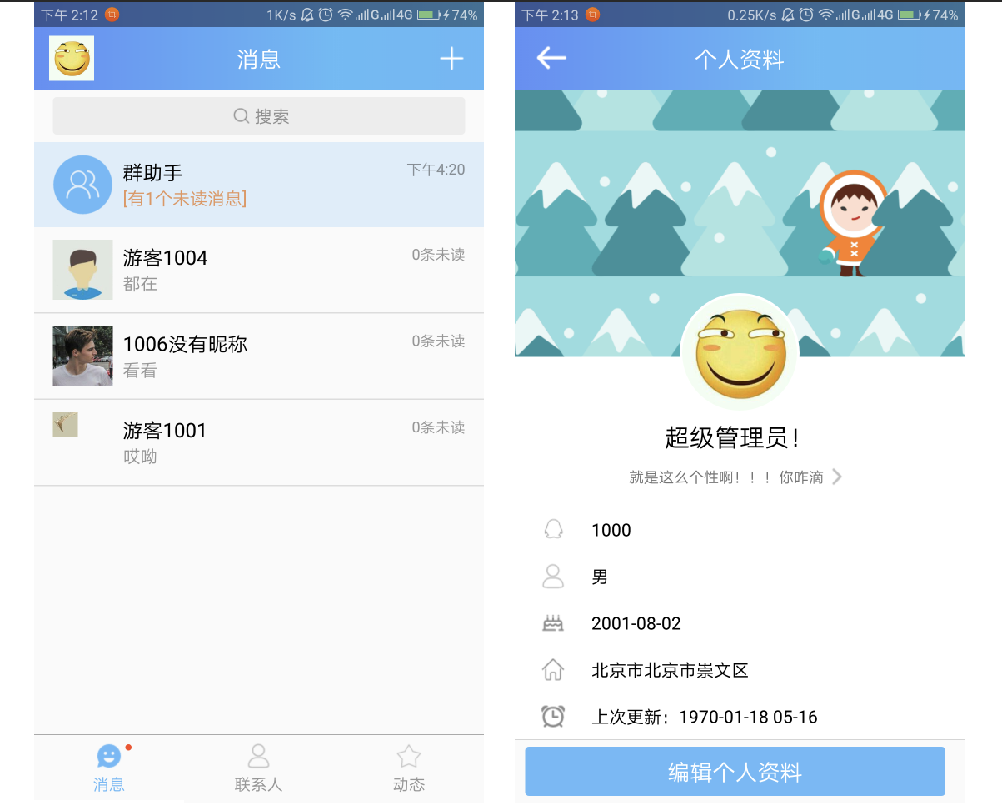 下午 2:12
1K/s
4G
74%
消息
搜索
群助手
下午4:20
[有1个未读消息]
游客1004
0条未读
都在
1006没有昵称
0条未读
看看
游客1001
0条未读
哎呦
消息
联系人
动态
下午 2:13
0.25K/s
4G
74%
个人资料
超级管理员！
就是这么个性啊！！！你咋滴
1000
男
2001-08-02
北京市北京市崇文区
上次更新：1970-01-18 05-16
编辑个人资料